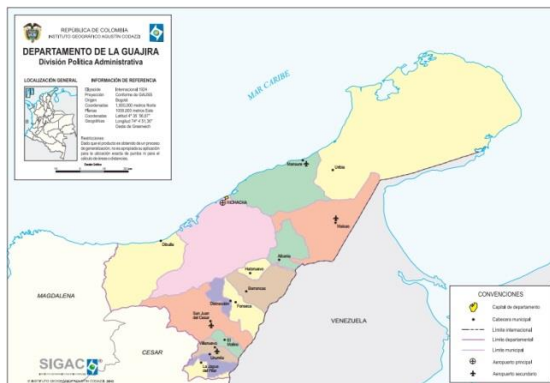 REPÚBLICA DE COLOMBIA
INSTITUTO GEOGRÁFICO AGUSTÍN CODAZZI
DEPARTAMENTO DE LA GUAJIRA
División Política Administrativa
LOCALIZACIÓN GENERAL
INFORMACIÓN DE REFERENCIA
MAR CARIBE
Manaure
Uribia
RIOHACHA
Maicao
Dibulla
Albania
Hatonuevo
Barrancas
Distracción
Fonseca
San Juan
del Cesar
El
Molino
Villanueva
Urumita
La Jagua
del Pilar
MAGDALENA
CESAR
VENEZUELA
CONVENCIONES
Capital de departamento
Cabecera municipal
Límite internacional
Límite departamental
Límite municipal
Aeropuerto principal
Aeropuerto secundario
SIGAC